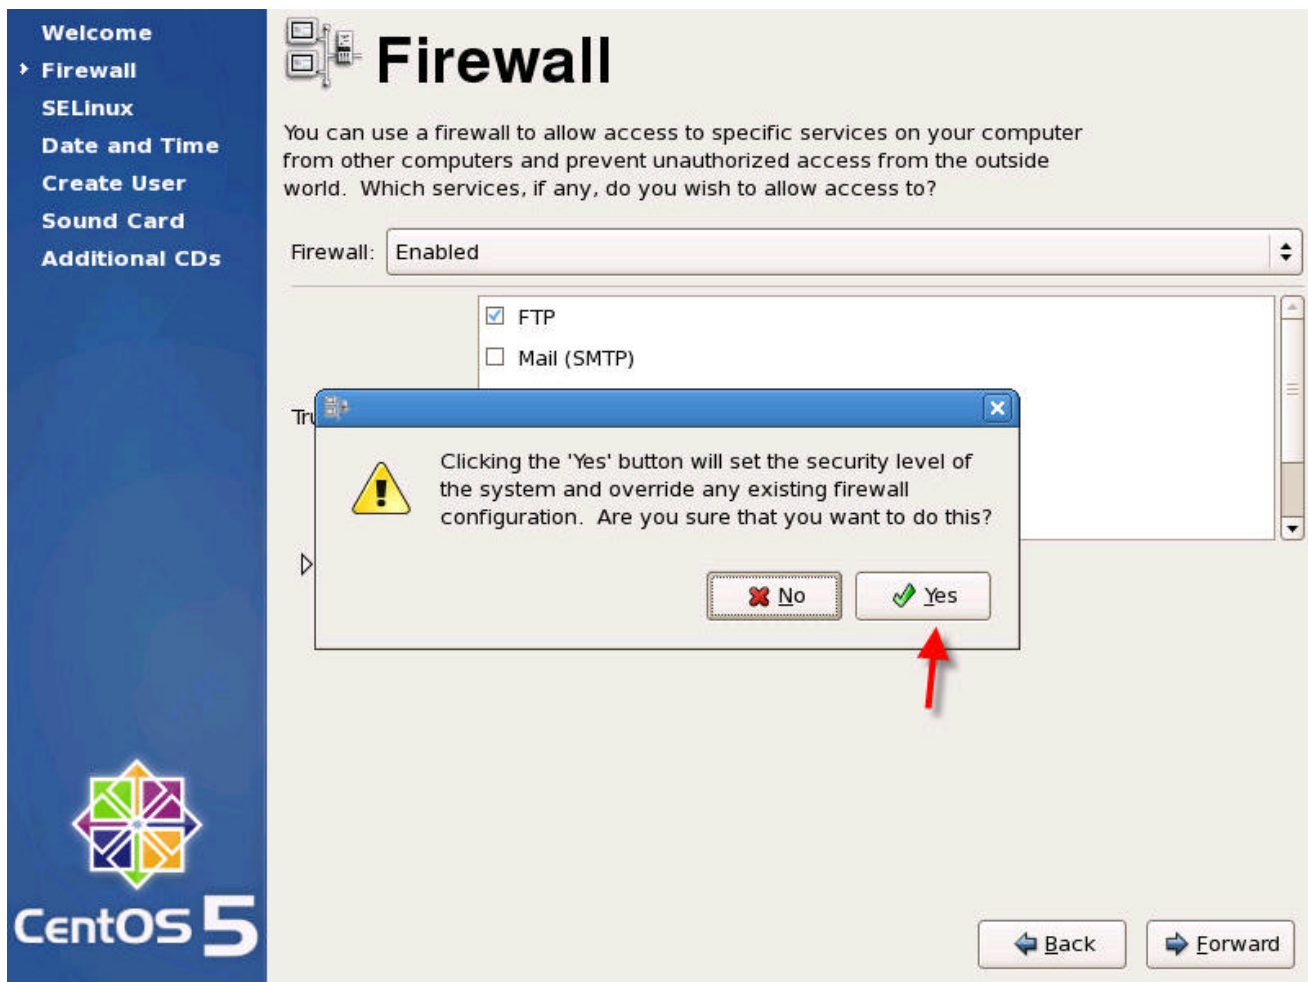 Welcome
Firewall
SELinux
Date and Time
Create User
Sound Card
Additional CDs
CentOS 5
Firewall
You can use a firewall to allow access to specific services on your computer
from other computers and prevent unauthorized access from the outside
world.  Which services, if any, do you wish to allow access to?
Firewall: Enabled
FTP
Mail (SMTP)
Clicking the 'Yes' button will set the security level of
the system and override any existing firewall
configuration.  Are you sure that you want to do this?
No Yes
Back Forward